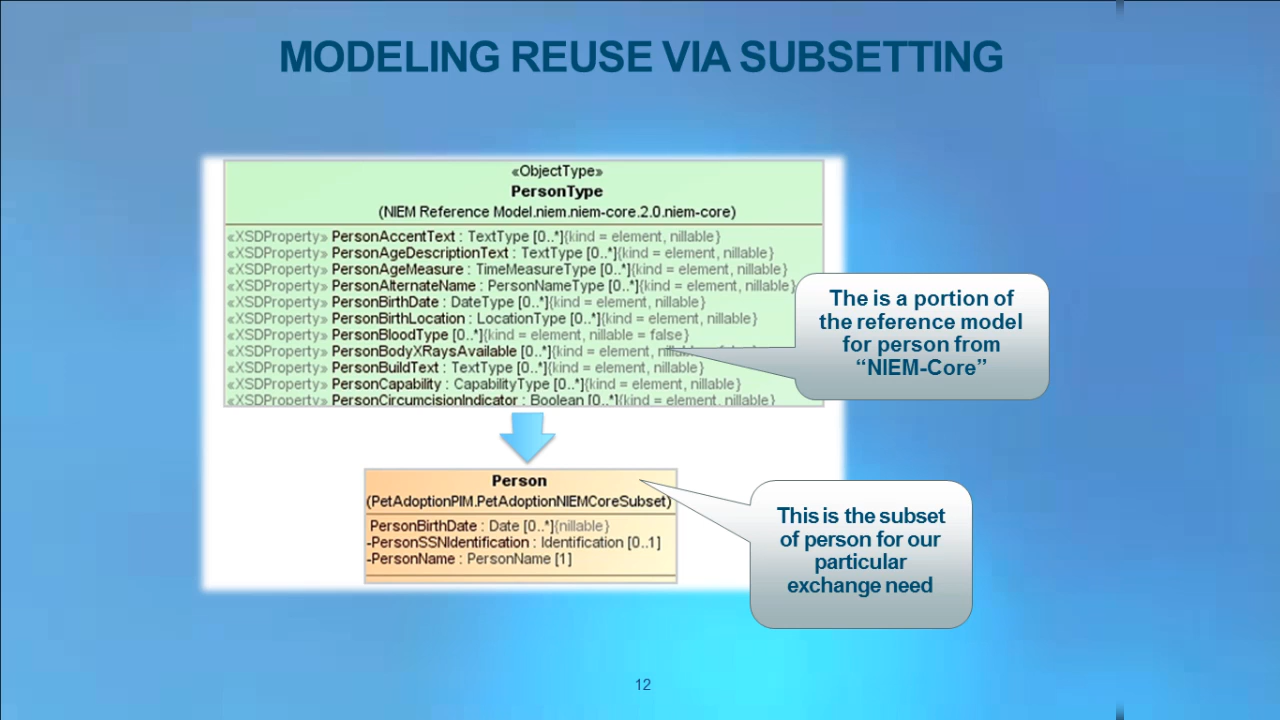 MODELING REUSE VIA SUBSETTING
«ObjectType»
PersonType
(NIEM Reference Model.niem.niem-core.2.0.niem-core)
«XSDProperty» PersonAccentText : TextType [0..*]{kind = element, nillable}
«XSDProperty» PersonAgeDescriptionText : TextType [0..*]{kind = element, nillable}
«XSDProperty» PersonAgeMeasure : TimeMeasureType [0..*]{kind = element, nillable}
«XSDProperty» PersonAlternateName : PersonNameType [0..*]{kind = element, nillable}
«XSDProperty» PersonBirthDate : DateType [0..*]{kind = element, nillable}
«XSDProperty» PersonBirthLocation : LocationType [0..*]{kind = element, nillable}
«XSDProperty» PersonBloodType [0..*]{kind = element, nillable = false}
«XSDProperty» PersonBodyXRaysAvailable [0..*]{kind = element,
«XSDProperty» PersonBuildText : TextType [0..*]{kind = element, nillable}
«XSDProperty» PersonCapability : CapabilityType [0..*]{kind = element, nillable}
«XSDProperty» PersonCircumcisionIndicator : Boolean [0..*]{kind = element, nillable}
The is a portion of
the reference model
for person from
“NIEM-Core”
Person
(PetAdoptionPIM.PetAdoptionNIEMCoreSubset)
PersonBirthDate : Date [0..*]{nillable}
-PersonSSNIdentification : Identification [0..1]
-PersonName : PersonName [1]
This is the subset
of person for our
particular
exchange need
12